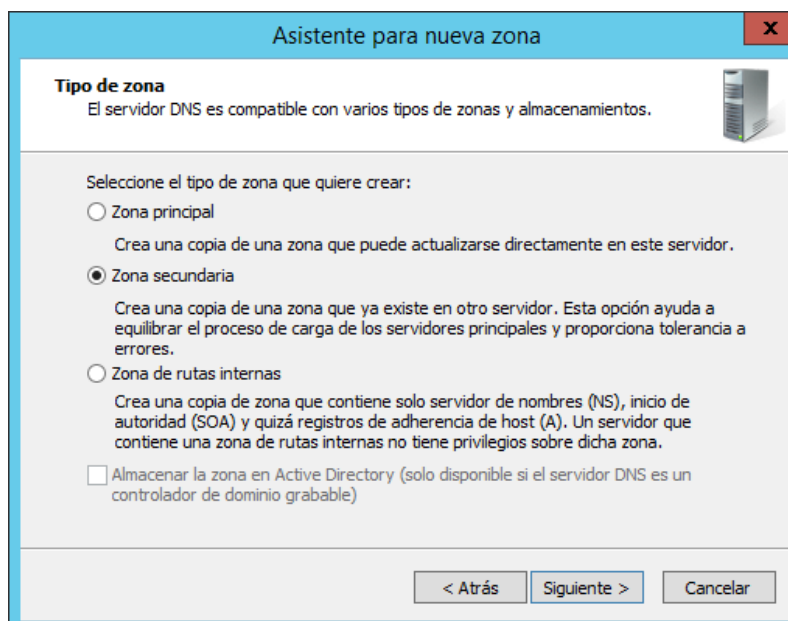 Asistente para nueva zona
x
Tipo de zona
El servidor DNS es compatible con varios tipos de zonas y almacenamientos.
Seleccione el tipo de zona que quiere crear:
Zona principal
Crea una copia de una zona que puede actualizarse directamente en este servidor.
Zona secundaria
Crea una copia de una zona que ya existe en otro servidor. Esta opción ayuda a
equilibrar el proceso de carga de los servidores principales y proporciona tolerancia a
errores.
Zona de rutas internas
Crea una copia de zona que contiene solo servidor de nombres (NS), inicio de
autoridad (SOA) y quizá registros de adherencia de host (A). Un servidor que
contiene una zona de rutas internas no tiene privilegios sobre dicha zona.
Almacenar la zona en Active Directory (solo disponible si el servidor DNS es un
controlador de dominio grabable)
< Atrás Siguiente > Cancelar